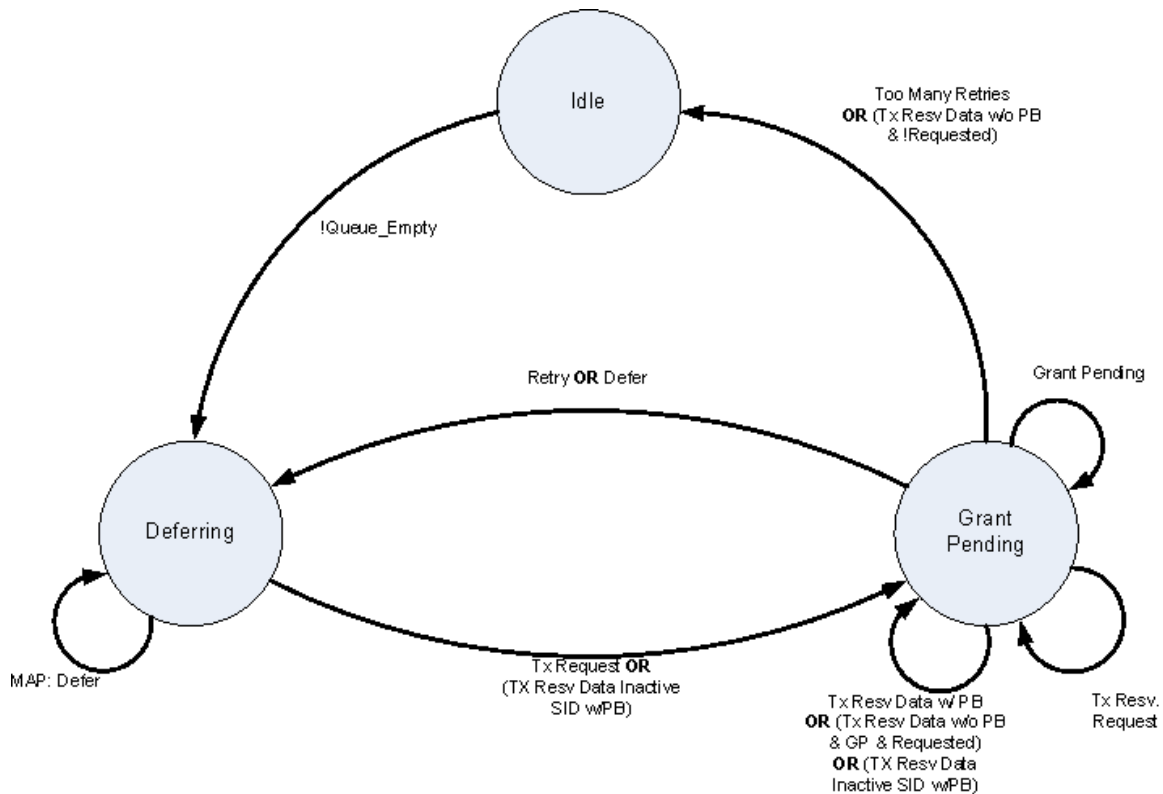 Idle
Too Many Retries
OR (Tx Resv Data w/o PB
& !Requested)
!Queue_Empty
Retry OR Defer
Grant Pending
Deferring
Grant
Pending
MAP: Defer
Tx Request OR
(TX Resv Data Inactive
SID w/PB)
Tx Resv Data w/ PB
OR (Tx Resv Data w/o PB
& GP & Requested)
OR (TX Resv Data
Inactive SID w/PB)
Tx Resv.
Request